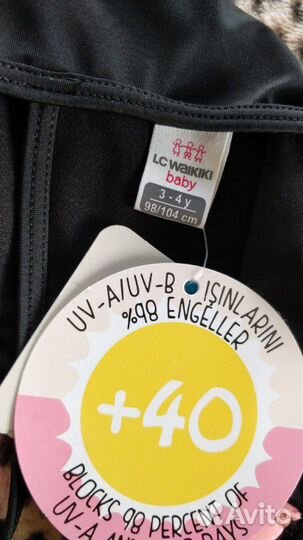 LC WAIKIKI
baby
3 - 4 y
98/104 cm
UV-A/UV-B IŞINLARINI
%98 ENGELLER
+40
BLOCKS 98 PERCENT OF
UV-A
Avito